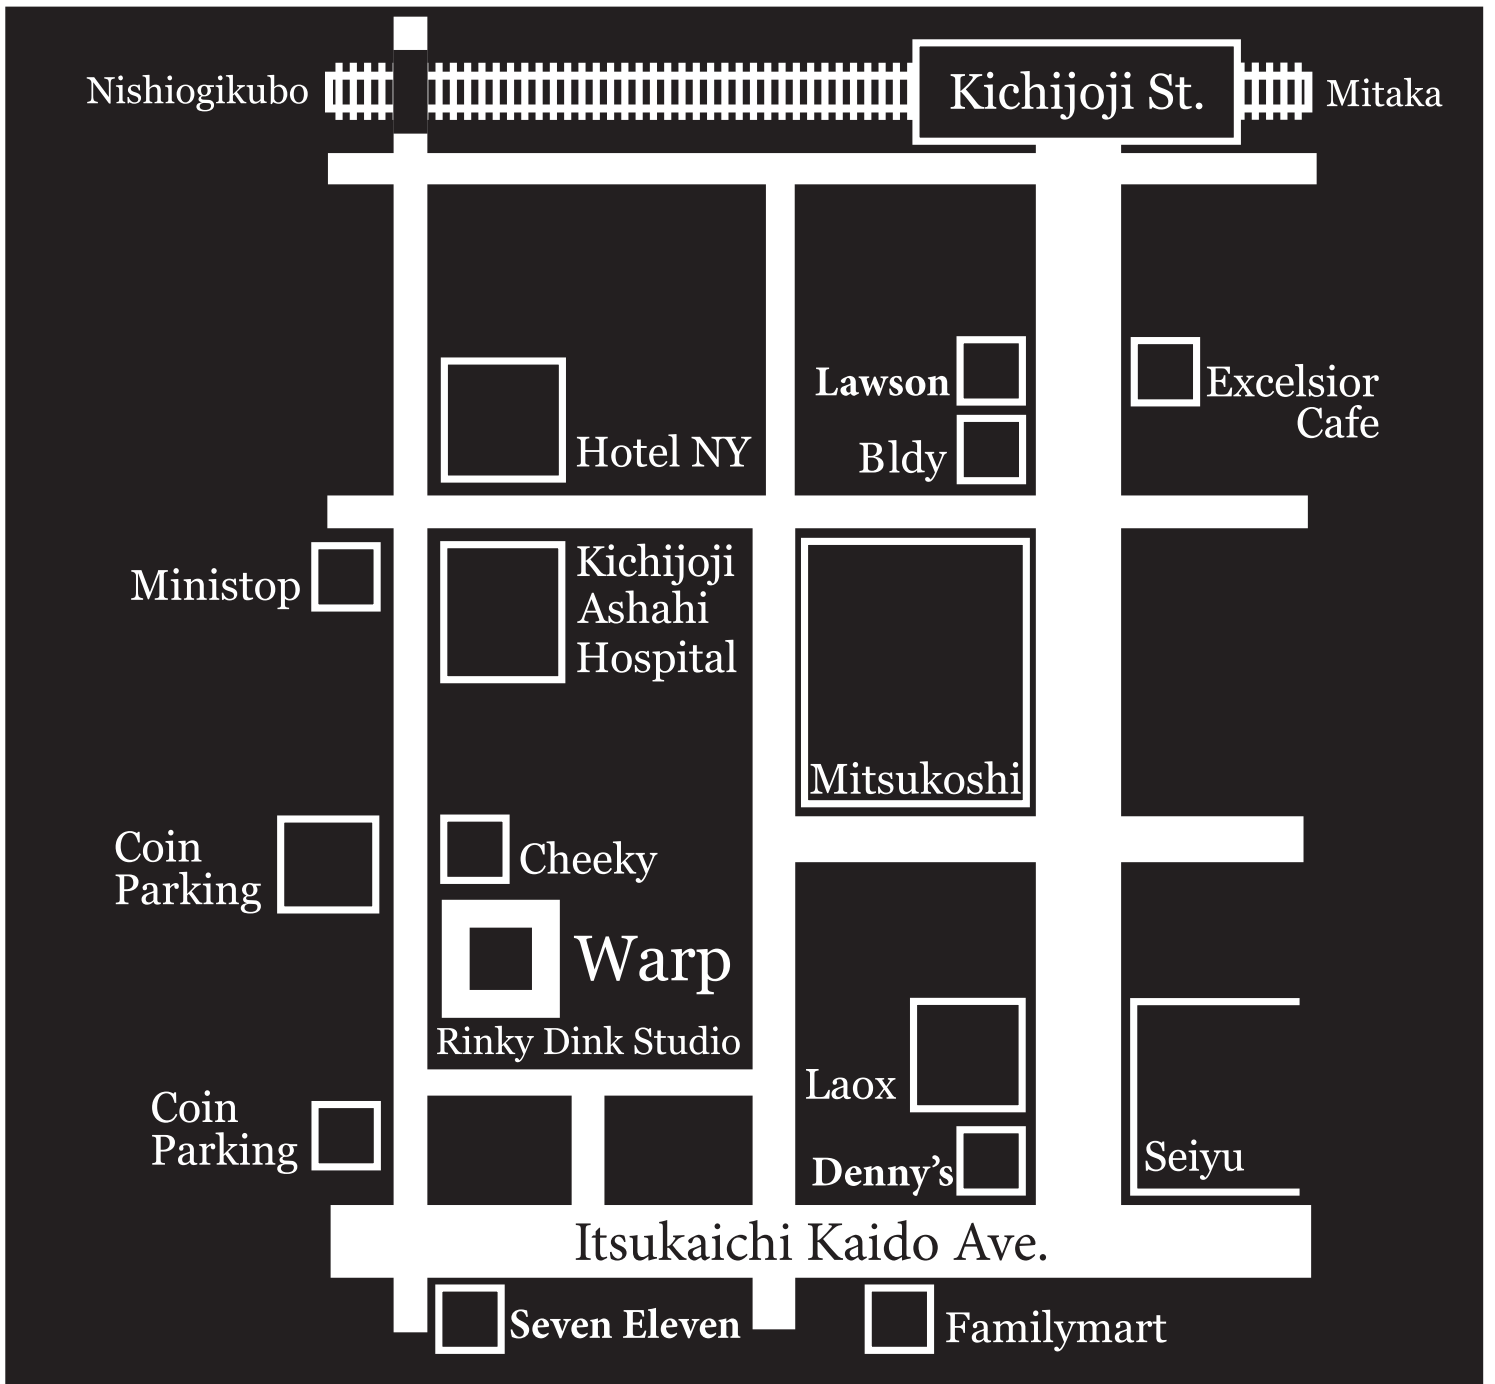 Nishiogikubo
Kichijoji St.
Mitaka
Lawson
Excelsior
Cafe
Hotel NY
Bldy
Ministop
Kichijoji
Ashahi
Hospital
Mitsukoshi
Coin
Parking
Cheeky
Warp
Rinky Dink Studio
Laox
Coin
Parking
Denny's
Seiyu
Itsukaichi Kaido Ave.
Seven Eleven
Familymart